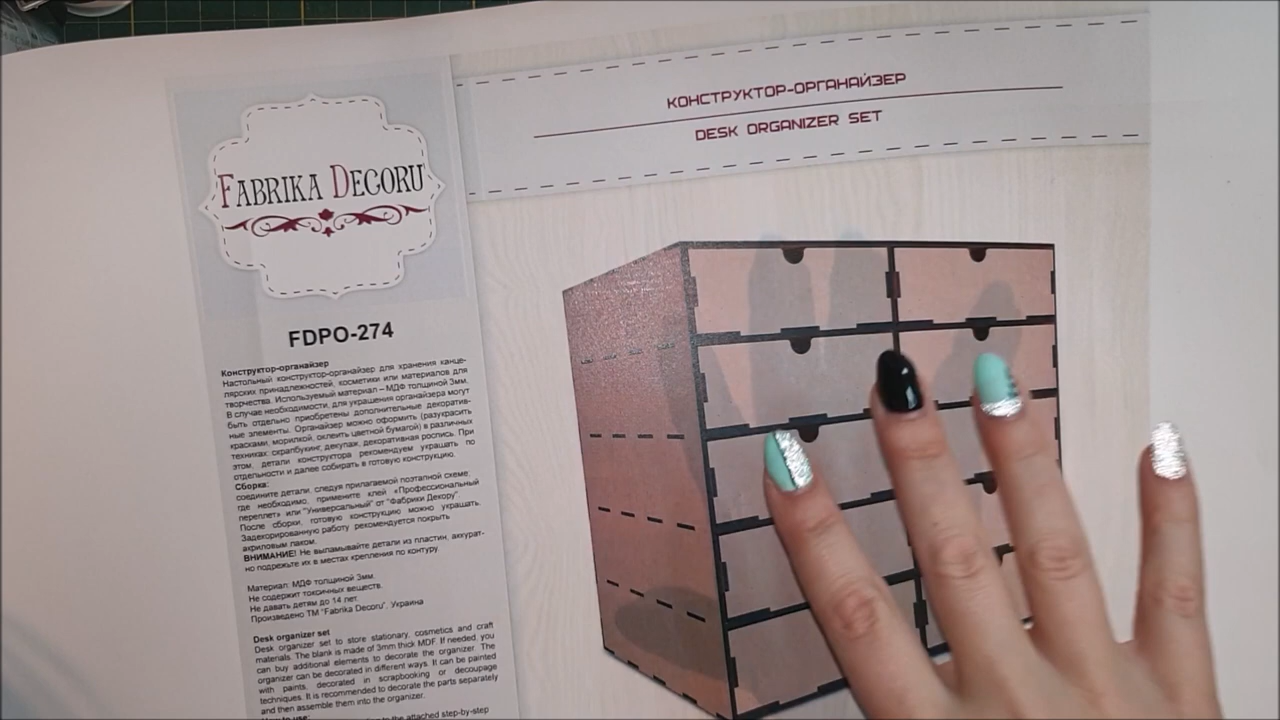 КОНСТРУКТОР-ОРГАНАЙЗЕР
DESK ORGANIZER SET
FABRIKA DECORU
FDPO-274
Конструктор-органайзер
Настольный конструктор-органайзер для хранения канце-
лярских принадлежностей, косметики или материалов для
творчества. Используемый материал – МДФ толщиной 3мм.
В случае необходимости, для украшения органайзера могут
быть отдельно приобретены дополнительные декоратив-
ные элементы. Органайзер можно оформить (разукрасить
красками, морилкой, оклеить цветной бумагой) в различных
техниках: скрапбукинг, декупаж, декоративная роспись. При
этом, детали конструктора рекомендуем украшать по
отдельности и далее собирать в готовую конструкцию.
Сборка:
соедините детали, следуя прилагаемой поэтапной схеме,
где необходимо, примените клей «Профессиональный
переплет» или "Универсальный" от "Фабрики Декору".
После сборки, готовую конструкцию можно украшать.
Задекорированную работу рекомендуется покрыть
акриловым лаком.
ВНИМАНИЕ! Не выламывайте детали из пластин, аккурат-
но подрежьте их в местах крепления по контуру.
Материал: МДФ толщиной 3мм.
Не содержит токсичных веществ.
Не давать детям до 14 лет.
Произведено ТМ "Fabrika Decoru", Украина
Desk organizer set
Desk organizer set to store stationary, cosmetics and craft
materials. The blank is made of 3mm thick MDF. If needed, you
can buy additional elements to decorate the organizer. The
organizer can be decorated in different ways. It can be painted
with paints, decorated in scrapbooking or decoupage
techniques. It is recommended to decorate the parts separately
and then assemble them into the organizer.
How to use:
to the attached step-by-step